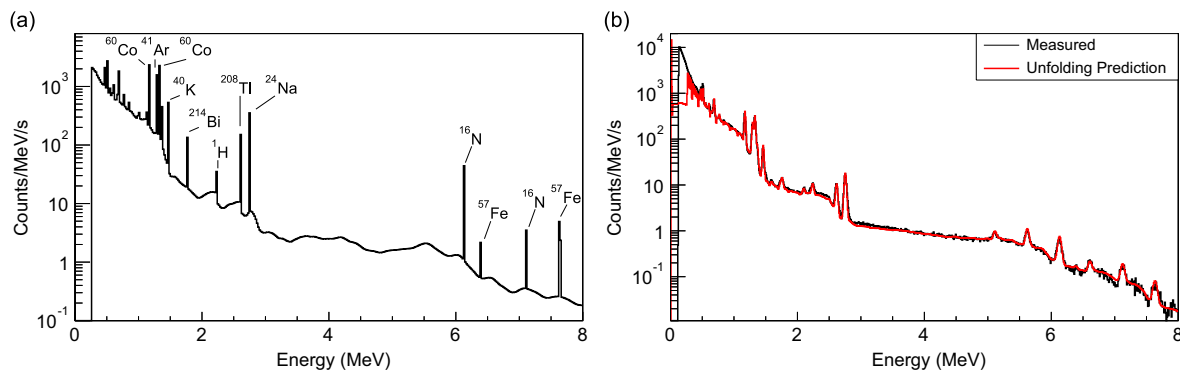 (a)
⁶⁰Co ⁴¹Ar ⁶⁰Co
⁴⁰K
²¹⁴Bi
¹H
²⁰⁸Tl
²⁴Na
¹⁶N
⁵⁷Fe
¹⁶N
⁵⁷Fe
10³
10²
10
1
10⁻¹
Counts/MeV/s
0 2 4 6 8
Energy (MeV)
(b)
Measured
Unfolding Prediction
10⁴
10³
10²
10
1
10⁻¹
Counts/MeV/s
0 2 4 6 8
Energy (MeV)